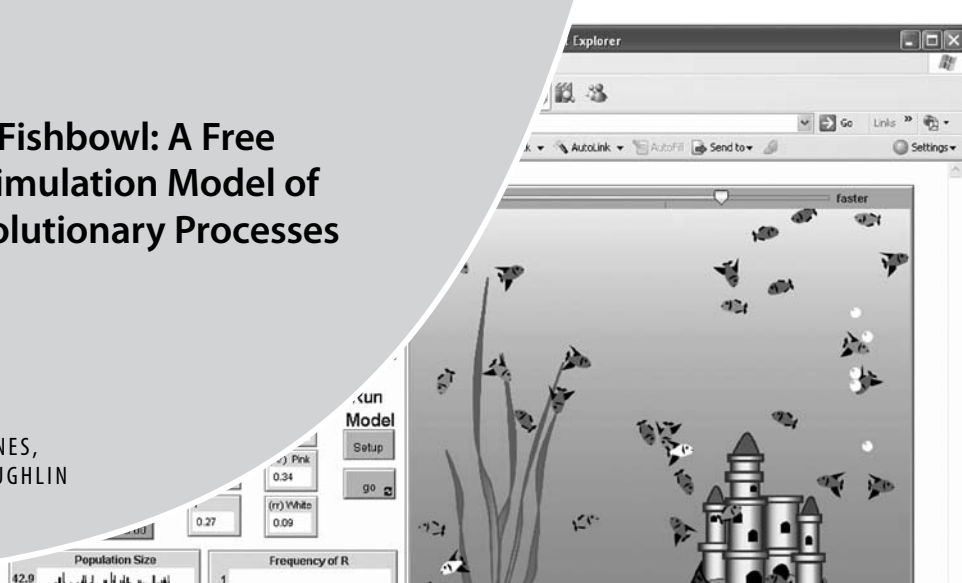 Fishbowl: A Free
imulation Model of
olutionary Processes
NES,
UGHLIN
Explorer
Go Links »
AutoLink AutoFill Send to Settings
faster
Run
Model
Setup
go
Pink
0.34
(rr) White
0.27
0.09
Population Size
42.9
Frequency of R
1